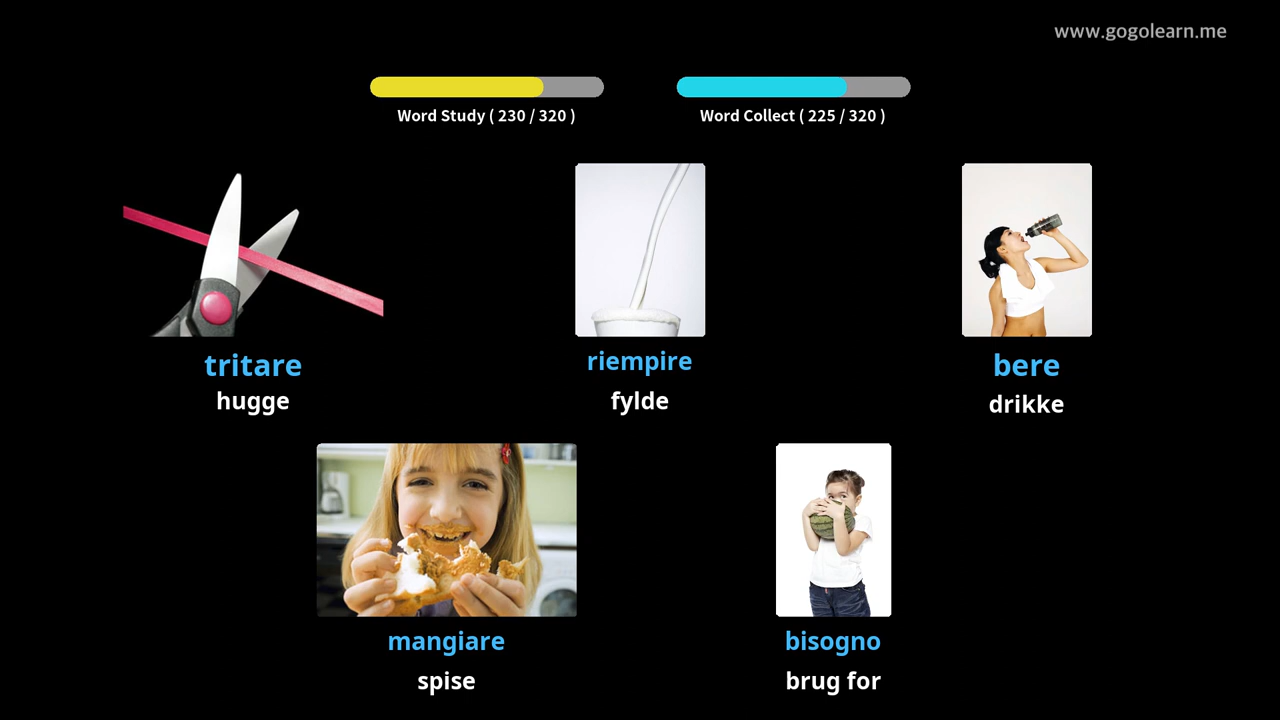 www.gogolearn.me
Word Study ( 230 / 320 )
Word Collect ( 225 / 320 )
tritare
hugge
riempire
fylde
bere
drikke
mangiare
spise
bisogno
brug for